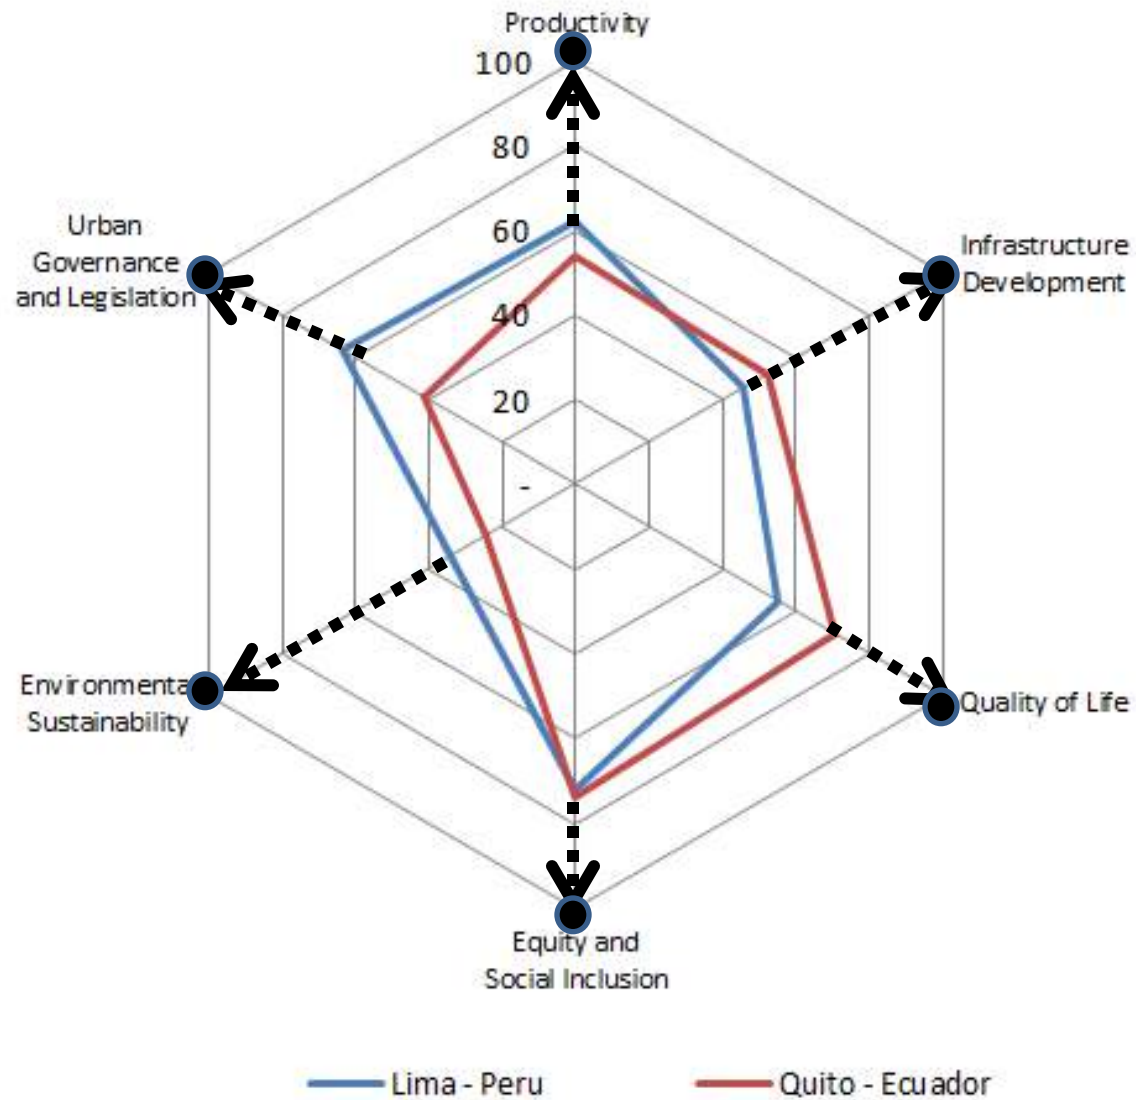 Productivity
100
80
60
40
20
-
Infrastructure
Development
Quality of Life
Equity and
Social Inclusion
Environmenta
Sustainability
Urban
Governance
and Legislation
Lima - Peru
Quito - Ecuador